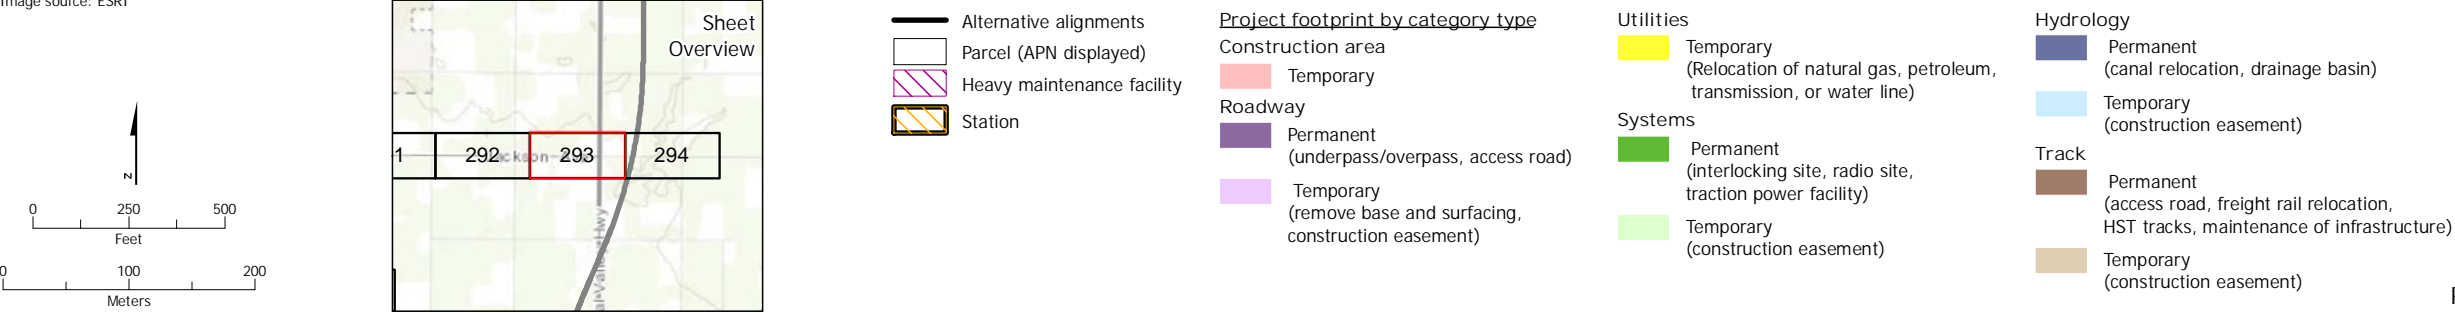 Image source: ESRI
N
0 250 500
Feet
0 100 200
Meters
Sheet
Overview
1 292 293 294
Alternative alignments
Parcel (APN displayed)
Heavy maintenance facility
Station
Project footprint by category type
Construction area
Temporary
Roadway
Permanent
(underpass/overpass, access road)
Temporary
(remove base and surfacing,
construction easement)
Utilities
Temporary
(Relocation of natural gas, petroleum,
transmission, or water line)
Systems
Permanent
(interlocking site, radio site,
traction power facility)
Temporary
(construction easement)
Hydrology
Permanent
(canal relocation, drainage basin)
Temporary
(construction easement)
Track
Permanent
(access road, freight rail relocation,
HST tracks, maintenance of infrastructure)
Temporary
(construction easement)